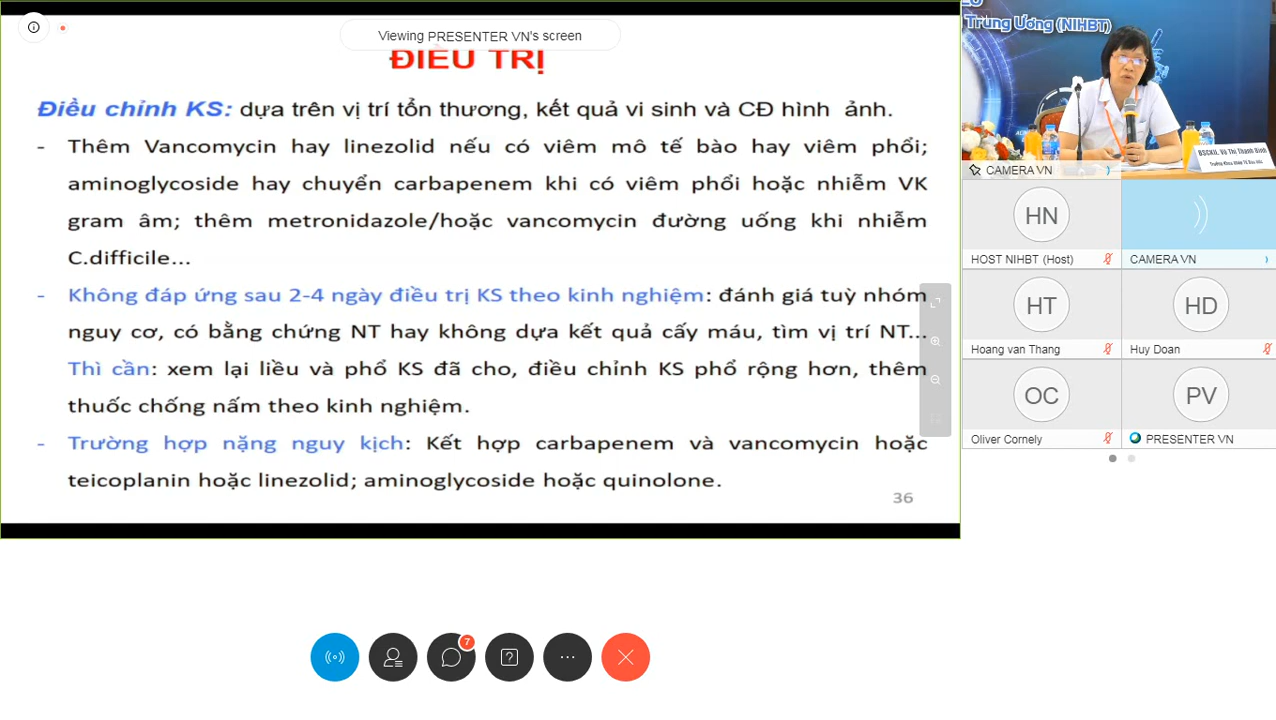 Viewing PRESENTER VN's screen
ĐIỀU TRỊ
Điều chỉnh KS: dựa trên vị trí tổn thương, kết quả vi sinh và CĐ hình ảnh.
- Thêm Vancomycin hay linezolid nếu có viêm mô tế bào hay viêm phổi;
aminoglycoside hay chuyển carbapenem khi có viêm phổi hoặc nhiễm VK
gram âm; thêm metronidazole/hoặc vancomycin đường uống khi nhiễm
C.difficile...
- Không đáp ứng sau 2-4 ngày điều trị KS theo kinh nghiệm: đánh giá tuỳ nhóm
nguy cơ, có bằng chứng NT hay không dựa kết quả cấy máu, tìm vị trí NT...
Thì cần: xem lại liều và phổ KS đã cho, điều chỉnh KS phổ rộng hơn, thêm
thuốc chống nấm theo kinh nghiệm.
- Trường hợp nặng nguy kịch: Kết hợp carbapenem và vancomycin hoặc
teicoplanin hoặc linezolid; aminoglycoside hoặc quinolone.
36
Trung Ương (NIHBT)
BSCKII. Vũ Thị Thanh Bình
CAMERA VN
HN
HOST NIHBT (Host)
CAMERA VN
HT
Hoang van Thang
HD
Huy Doan
OC
Oliver Cornely
PV
PRESENTER VN
7